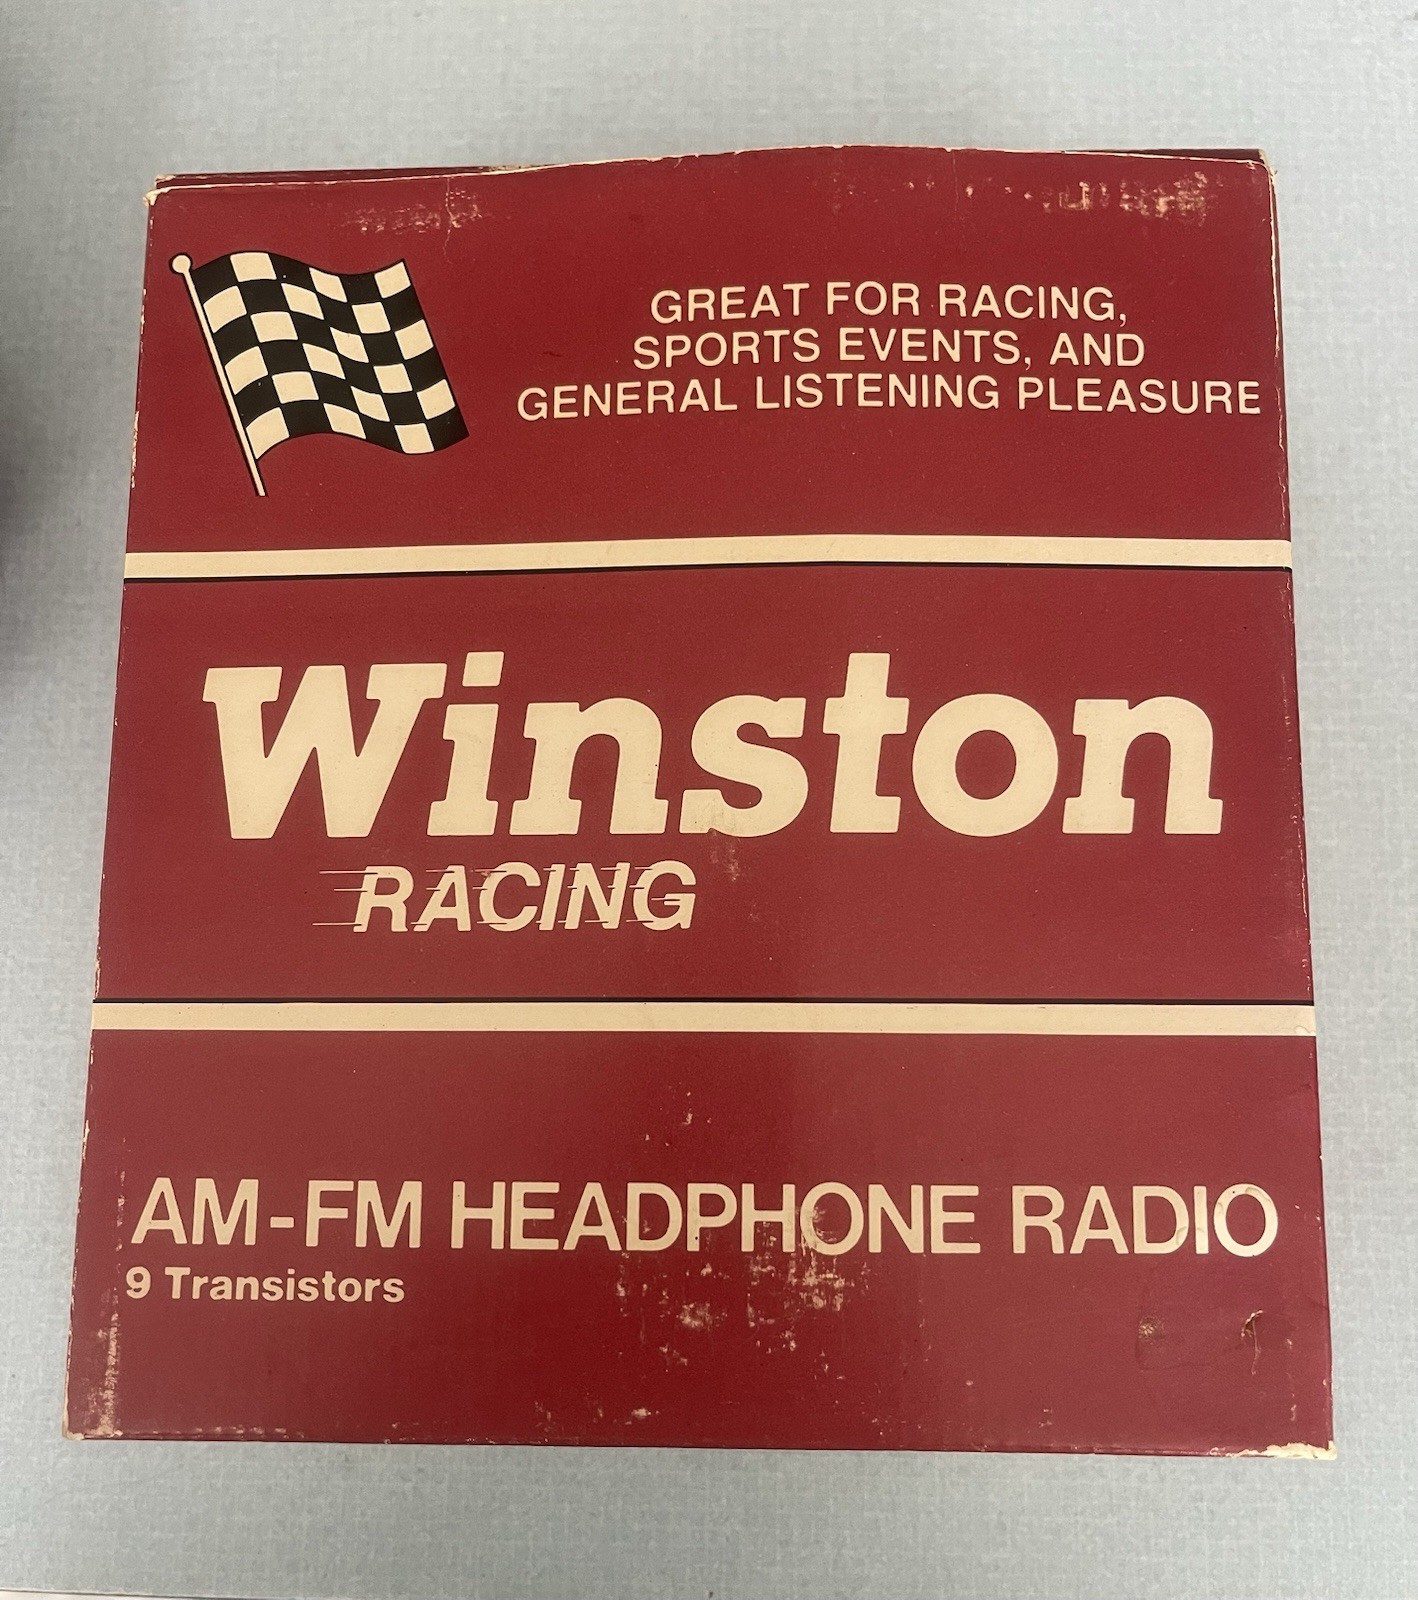 GREAT FOR RACING,
SPORTS EVENTS, AND
GENERAL LISTENING PLEASURE
Winston
RACING
AM-FM HEADPHONE RADIO
9 Transistors